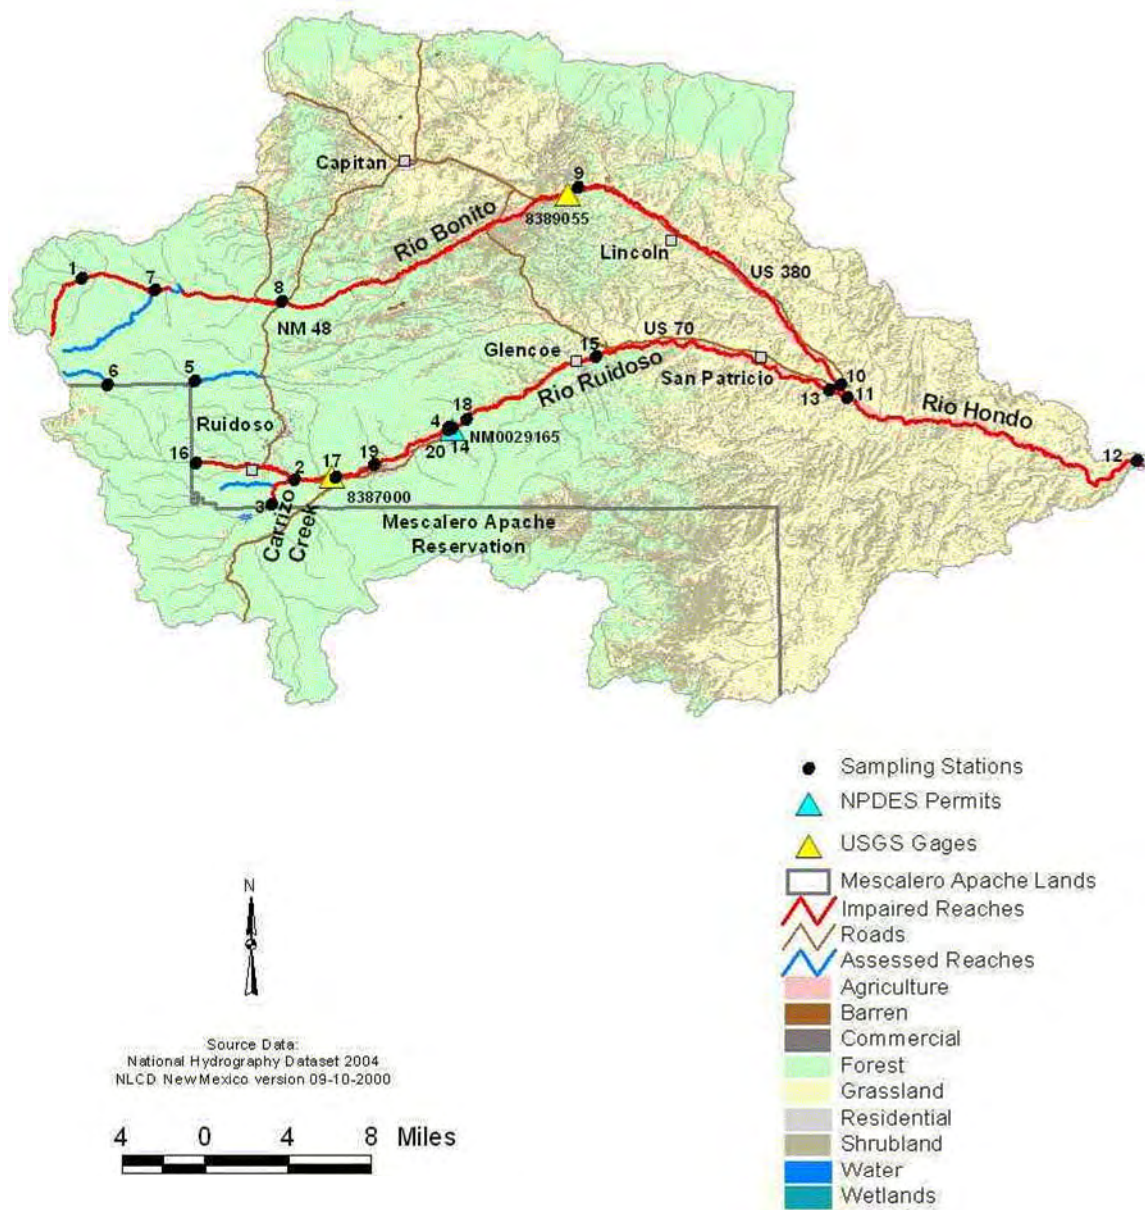 Capitan
9
8389055
Rio Bonito
Lincoln
1
7
8
US 380
NM 48
US 70
15
Glencoe
6
5
San Patricio
10
Rio Ruidoso
13
11
Rio Hondo
Ruidoso
18
4
NM0029165
20
14
12
16
19
17
2
8387000
3
Carrizo
Creek
Mescalero Apache
Reservation
Sampling Stations
NPDES Permits
USGS Gages
Mescalero Apache Lands
Impaired Reaches
Roads
Assessed Reaches
Agriculture
Barren
Commercial
Forest
Grassland
Residential
Shrubland
Water
Wetlands
N
Source Data:
National Hydrography Dataset 2004
NLCD New Mexico version 09-10-2000
4 0 4 8 Miles